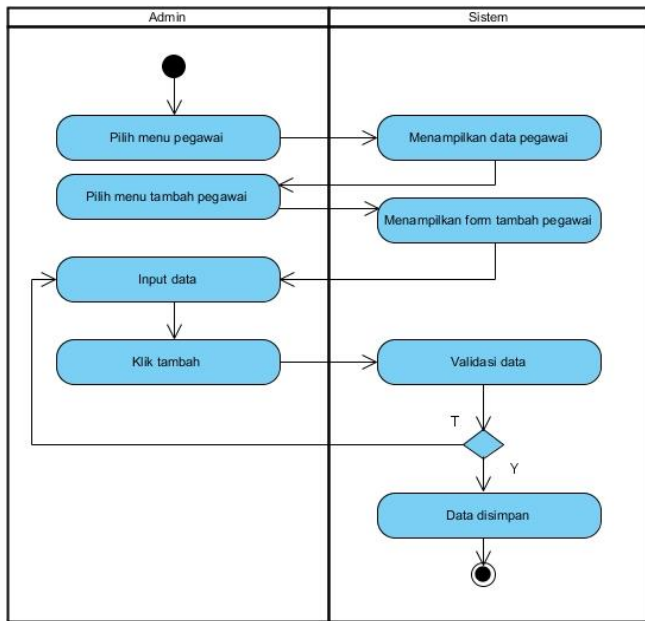 Admin
Sistem
Pilih menu pegawai
Menampilkan data pegawai
Pilih menu tambah pegawai
Menampilkan form tambah pegawai
Input data
Klik tambah
Validasi data
T
Y
Data disimpan